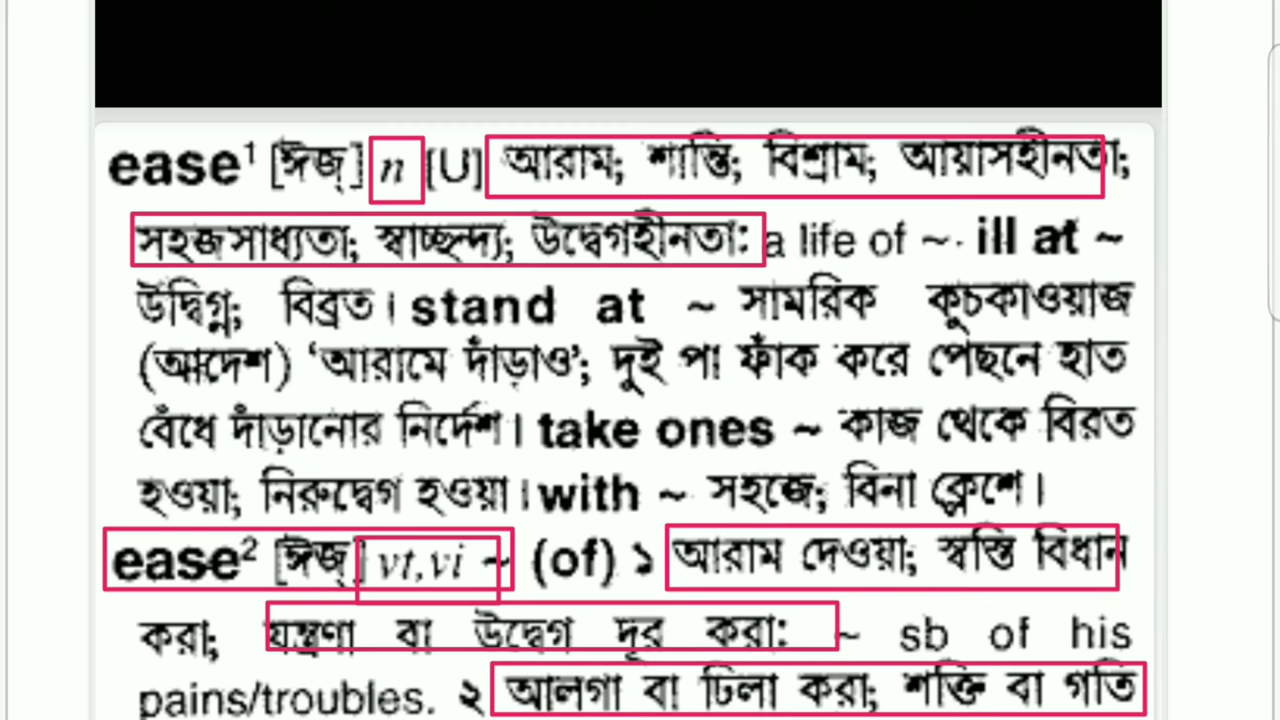 ease¹ [ঈজ্] n [U] আরাম; শান্তি; বিশ্রাম; আয়াসহীনতা;
সহজসাধ্যতা; স্বাচ্ছন্দ্য; উদ্বেগহীনতা: a life of ~. ill at ~
উদ্বিগ্ন; বিব্রত। stand at ~ সামরিক কুচকাওয়াজ
(আদেশ) ‘আরামে দাঁড়াও’; দুই পা ফাঁক করে পেছনে হাত
বেঁধে দাঁড়ানোর নির্দেশ। take ones ~ কাজ থেকে বিরত
হওয়া; নিরুদ্বেগ হওয়া। with ~ সহজে; বিনা ক্লেশে।
ease² [ঈজ্] vt,vi ~ (of) ১ আরাম দেওয়া; স্বস্তি বিধান
করা; যন্ত্রণা বা উদ্বেগ দূর করা: ~ sb of his
pains/troubles. ২ আলগা বা ঢিলা করা; শক্তি বা গতি